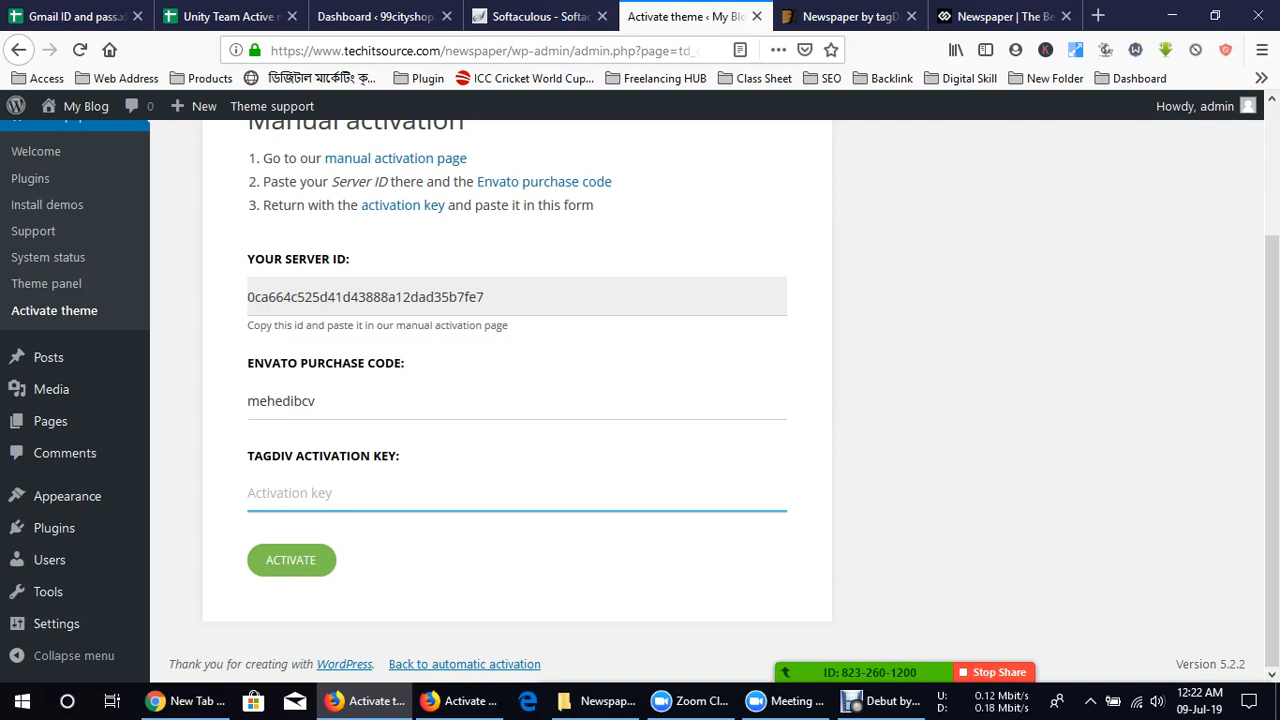 Gmail ID and pass.x
Unity Team Active r
Dashboard ‹ 99cityshop.
Softaculous - Softac
Activate theme ‹ My Blo
Newspaper by tagD
Newspaper | The Be
https://www.techitsource.com/newspaper/wp-admin/admin.php?page=td_
Access
Web Address
Products
ডিজিটাল মার্কেটিং
Plugin
ICC Cricket World Cup...
Freelancing HUB
Class Sheet
SEO
Backlink
Digital Skill
New Folder
Dashboard
My Blog
0
New
Theme support
Howdy, admin
Welcome
Plugins
Install demos
Support
System status
Theme panel
Activate theme
Posts
Media
Pages
Comments
Appearance
Plugins
Users
Tools
Settings
Collapse menu
Manual activation
1. Go to our manual activation page
2. Paste your Server ID there and the Envato purchase code
3. Return with the activation key and paste it in this form
YOUR SERVER ID:
0ca664c525d41d43888a12dad35b7fe7
Copy this id and paste it in our manual activation page
ENVATO PURCHASE CODE:
mehedibcv
TAGDIV ACTIVATION KEY:
Activation key
ACTIVATE
Thank you for creating with WordPress.
Back to automatic activation
Version 5.2.2
ID: 823-260-1200
Stop Share
New Tab ...
Activate t...
Activate ...
Newspap...
Zoom Cl...
Meeting ...
Debut by...
U: 0.12 Mbit/s
D: 0.18 Mbit/s
12:22 AM
09-Jul-19